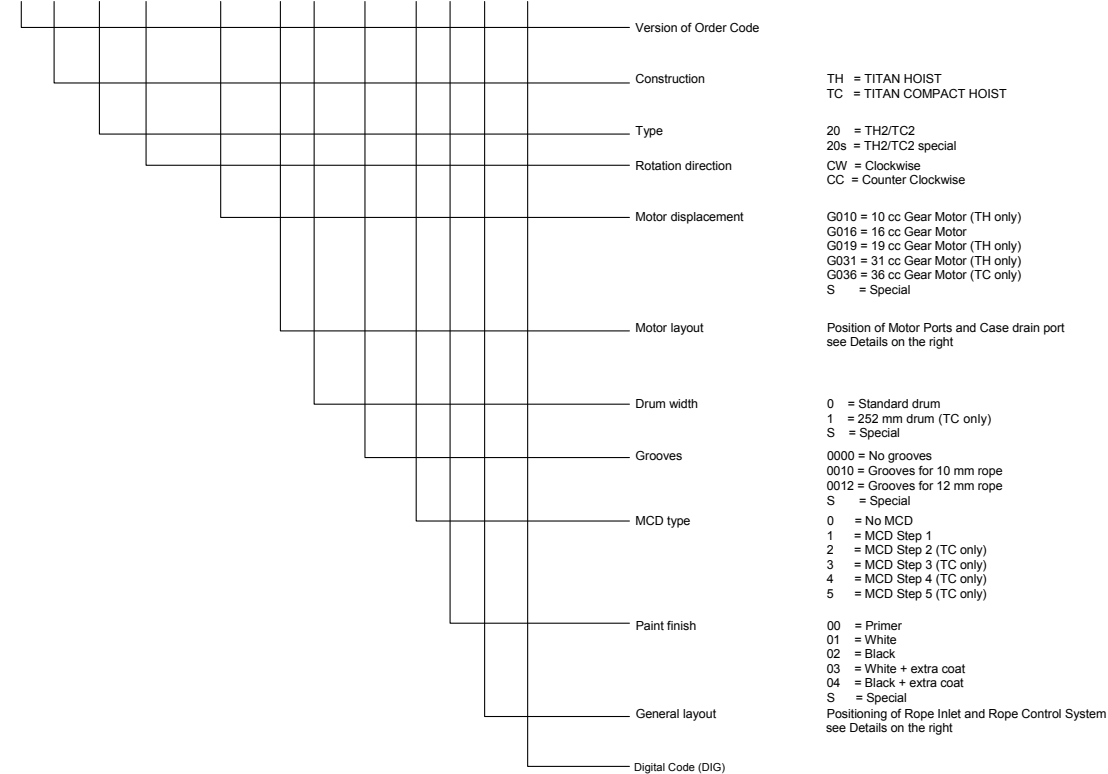 Version of Order Code
Construction
TH = TITAN HOIST
TC = TITAN COMPACT HOIST
Type
20 = TH2/TC2
20s = TH2/TC2 special
Rotation direction
CW = Clockwise
CC = Counter Clockwise
Motor displacement
G010 = 10 cc Gear Motor (TH only)
G016 = 16 cc Gear Motor
G019 = 19 cc Gear Motor (TH only)
G031 = 31 cc Gear Motor (TH only)
G036 = 36 cc Gear Motor (TC only)
S = Special
Motor layout
Position of Motor Ports and Case drain port
see Details on the right
Drum width
0 = Standard drum
1 = 252 mm drum (TC only)
S = Special
Grooves
0000 = No grooves
0010 = Grooves for 10 mm rope
0012 = Grooves for 12 mm rope
S = Special
MCD type
0 = No MCD
1 = MCD Step 1
2 = MCD Step 2 (TC only)
3 = MCD Step 3 (TC only)
4 = MCD Step 4 (TC only)
5 = MCD Step 5 (TC only)
Paint finish
00 = Primer
01 = White
02 = Black
03 = White + extra coat
04 = Black + extra coat
S = Special
General layout
Positioning of Rope Inlet and Rope Control System
see Details on the right
Digital Code (DIG)